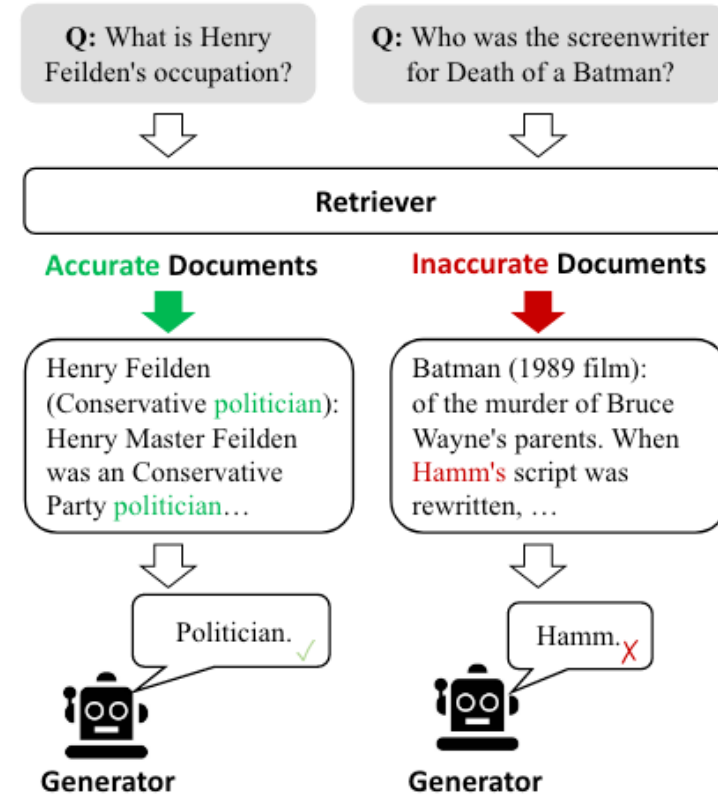 Q: What is Henry
Feilden's occupation?
Q: Who was the screenwriter
for Death of a Batman?
Retriever
Accurate Documents
Inaccurate Documents
Henry Feilden
(Conservative politician):
Henry Master Feilden
was an Conservative
Party politician…
Batman (1989 film):
of the murder of Bruce
Wayne's parents. When
Hamm's script was
rewritten, …
Politician.
Hamm.
Generator
Generator